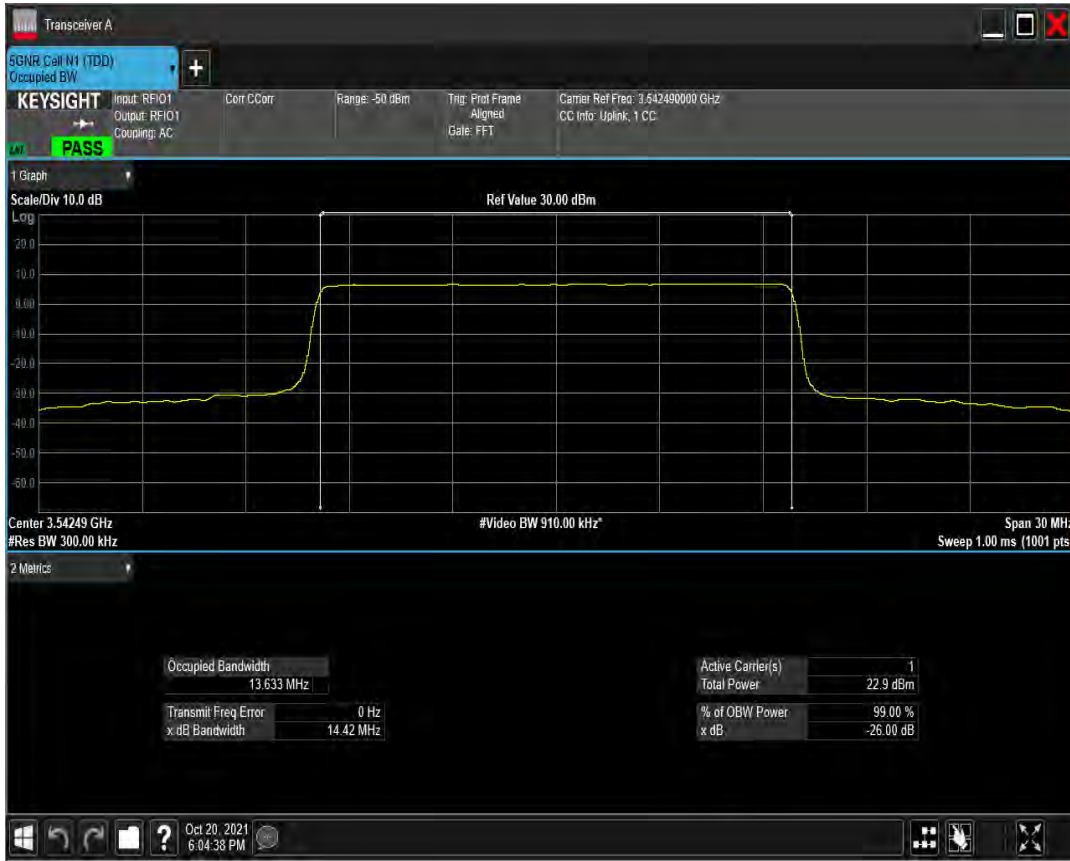 Transceiver A
5GNR Cell N1 (TDD)
Occupied BW
+
KEYSIGHT
Input: RFIO1
Output: RFIO1
Coupling: AC
Corr CCorr
Range: -50 dBm
Trig: Prot Frame
Aligned
Gate: FFT
Carrier Ref Freq: 3.542490000 GHz
CC Info: Uplink, 1 CC
PASS
1 Graph
Scale/Div 10.0 dB
Ref Value 30.00 dBm
Log
20.0
10.0
0.00
-10.0
-20.0
-30.0
-40.0
-50.0
-60.0
Center 3.54249 GHz
#Video BW 910.00 kHz*
Span 30 MHz
#Res BW 300.00 kHz
Sweep 1.00 ms (1001 pts
2 Metrics
Occupied Bandwidth
13.633 MHz
Transmit Freq Error 0 Hz
x dB Bandwidth 14.42 MHz
Active Carrier(s) 1
Total Power 22.9 dBm
% of OBW Power 99.00 %
x dB -26.00 dB
?
Oct 20, 2021
6:04:38 PM